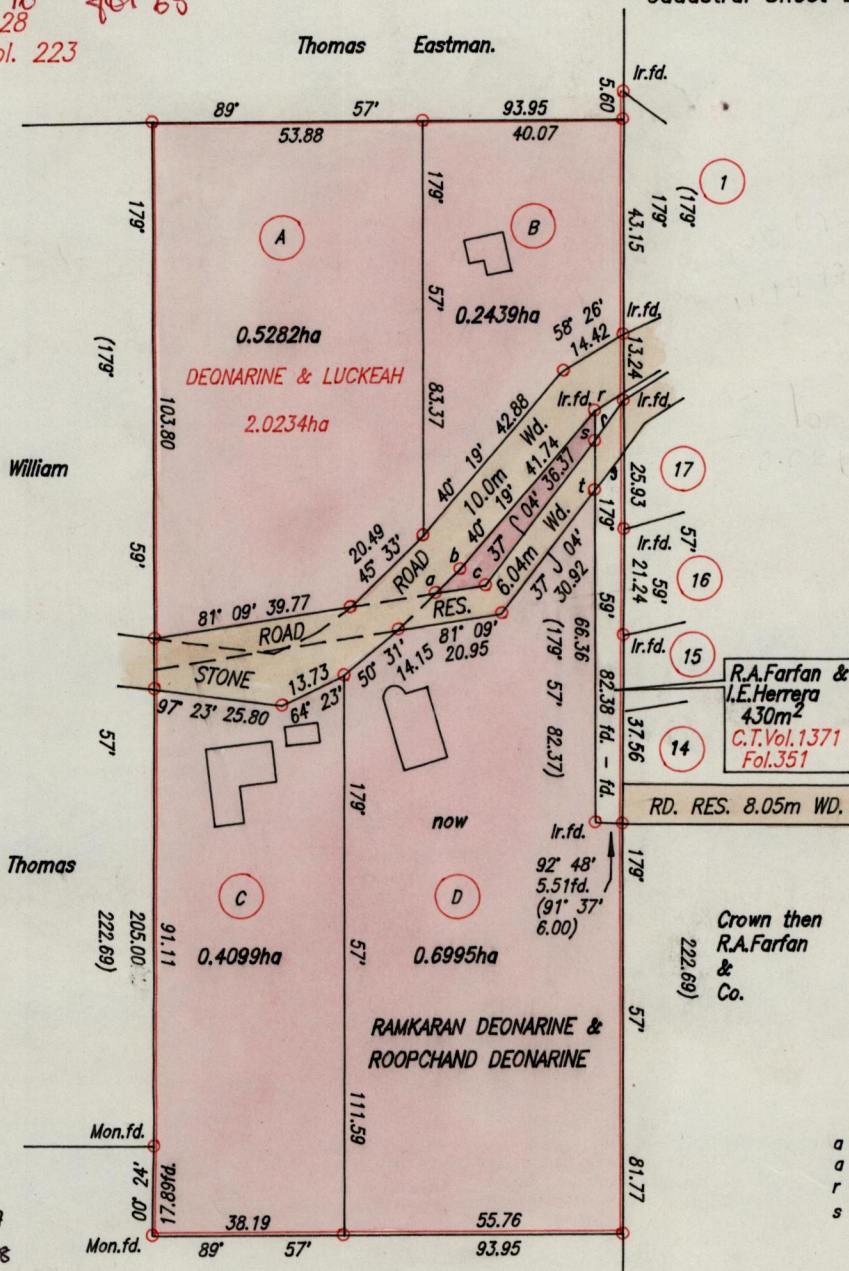 28
Vol. 223
Thomas Eastman.
Ir.fd.
5.60
89° 57' 93.95
53.88 40.07
1
(179°
179°
43.15
179°
179°
A
B
57'
0.5282ha
0.2439ha
58° 26'
14.42
Ir.fd.
13.24
DEONARINE & LUCKEAH
2.0234ha
(179°
103.80
83.37
40° 19' 42.88
10.0m Wd.
Ir.fd. r
Ir.fd.
s
f
40° 19' 41.74
37° 04' 36.37
25.93
17
William
t
g
179°
59'
20.49
45° 33'
ROAD
b
a
c
6.04m Wd.
37° 04'
30.92
Ir.fd.
57'
59'
21.24
16
81° 09' 39.77
ROAD
RES.
81° 09'
20.95
59'
66.36
(179° 57' 82.37)
Ir.fd.
15
STONE
13.73
64° 23'
50° 31'
14.15
97° 23' 25.80
82.38 fd. - fd.
R.A.Farfan &
I.E.Herrera
430m²
C.T.Vol.1371
Fol.351
37.56
14
57'
179°
now
RD. RES. 8.05m WD.
Ir.fd.
92° 48'
5.51fd.
(91° 37'
6.00)
179°
Thomas
C
D
91.11
205.00
222.69)
0.4099ha
57'
0.6995ha
Crown then
R.A.Farfan
&
Co.
222.69)
57'
RAMKARAN DEONARINE &
ROOPCHAND DEONARINE
111.59
Mon.fd.
00° 24'
17.89fd.
81.77
a
a
r
s
38.19 55.76
Mon.fd.
89° 57' 93.95